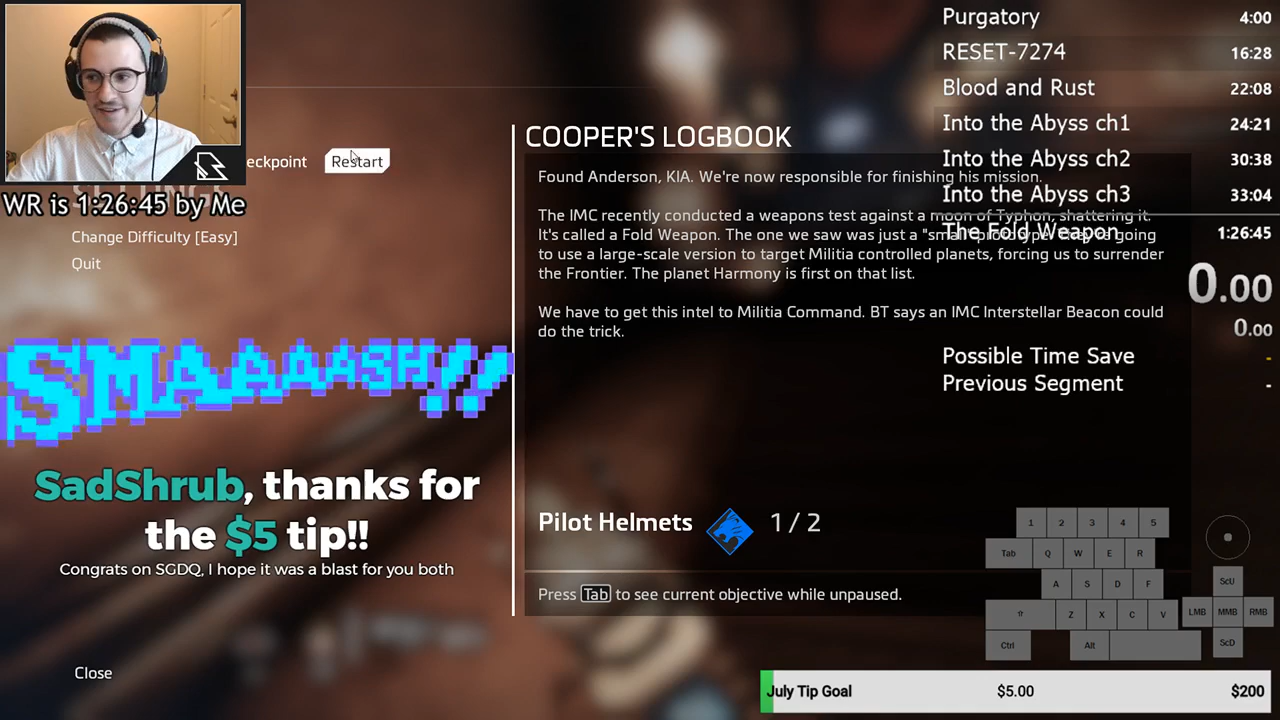 eckpoint
Restart
SETTINGS
WR is 1:26:45 by Me
Change Difficulty [Easy]
Quit
SMAAAAASH!!
SadShrub, thanks for
the $5 tip!!
Congrats on SGDQ, I hope it was a blast for you both
Close
COOPER'S LOGBOOK
Found Anderson, KIA. We're now responsible for finishing his mission.
The IMC recently conducted a weapons test against a moon of Typhon, shattering it.
It's called a Fold Weapon. The one we saw was just a "small" prototype. They're going
to use a large-scale version to target Militia controlled planets, forcing us to surrender
the Frontier. The planet Harmony is first on that list.
We have to get this intel to Militia Command. BT says an IMC Interstellar Beacon could
do the trick.
Pilot Helmets 1 / 2
Press Tab to see current objective while unpaused.
Purgatory 4:00
RESET-7274 16:28
Blood and Rust 22:08
Into the Abyss ch1 24:21
Into the Abyss ch2 30:38
Into the Abyss ch3 33:04
The Fold Weapon 1:26:45
0.00
0.00
Possible Time Save -
Previous Segment -
1 2 3 4 5
Tab Q W E R
A S D F
⇧ Z X C V
Ctrl Alt
ScU
LMB MMB RMB
ScD
July Tip Goal $5.00 $200